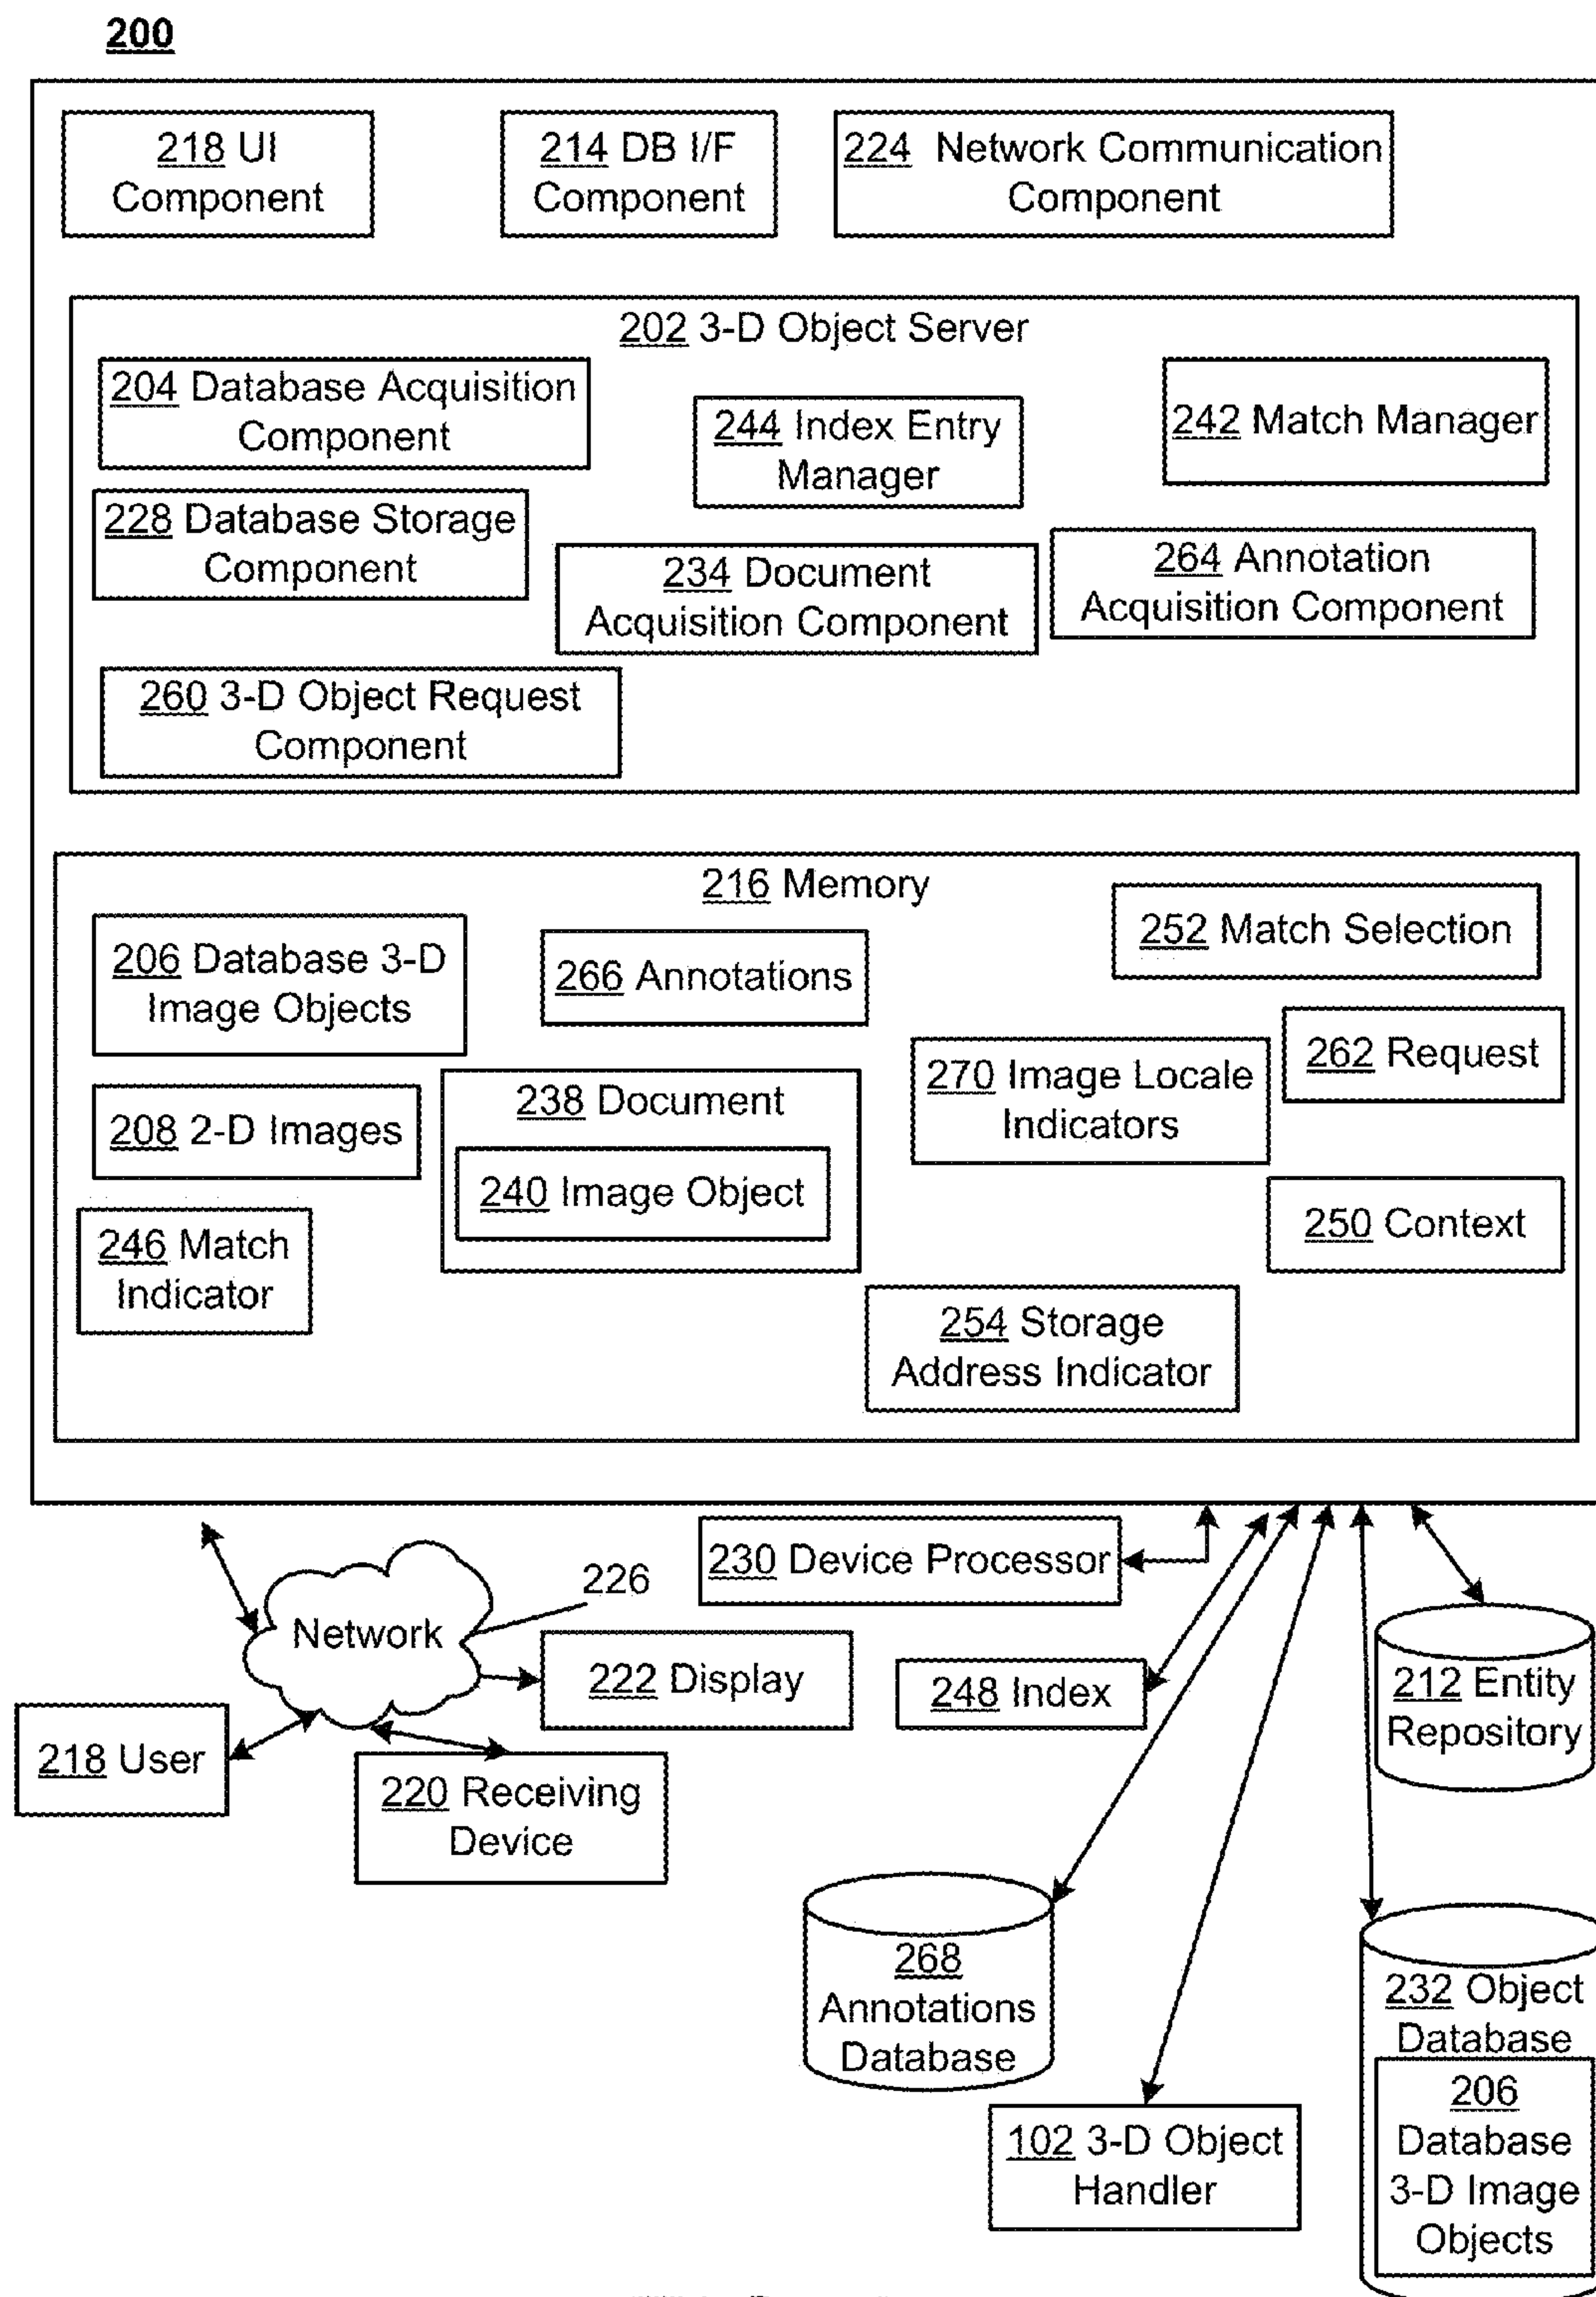 200
218 UI
Component
214 DB I/F
Component
224 Network Communication
Component
202 3-D Object Server
204 Database Acquisition
Component
244 Index Entry
Manager
242 Match Manager
228 Database Storage
Component
234 Document
Acquisition Component
264 Annotation
Acquisition Component
260 3-D Object Request
Component
216 Memory
252 Match Selection
206 Database 3-D
Image Objects
266 Annotations
262 Request
270 Image Locale
Indicators
208 2-D Images
238 Document
240 Image Object
250 Context
246 Match
Indicator
254 Storage
Address Indicator
230 Device Processor
226
Network
222 Display
248 Index
212 Entity
Repository
218 User
220 Receiving
Device
268
Annotations
Database
232 Object
Database
206
Database
3-D Image
Objects
102 3-D Object
Handler